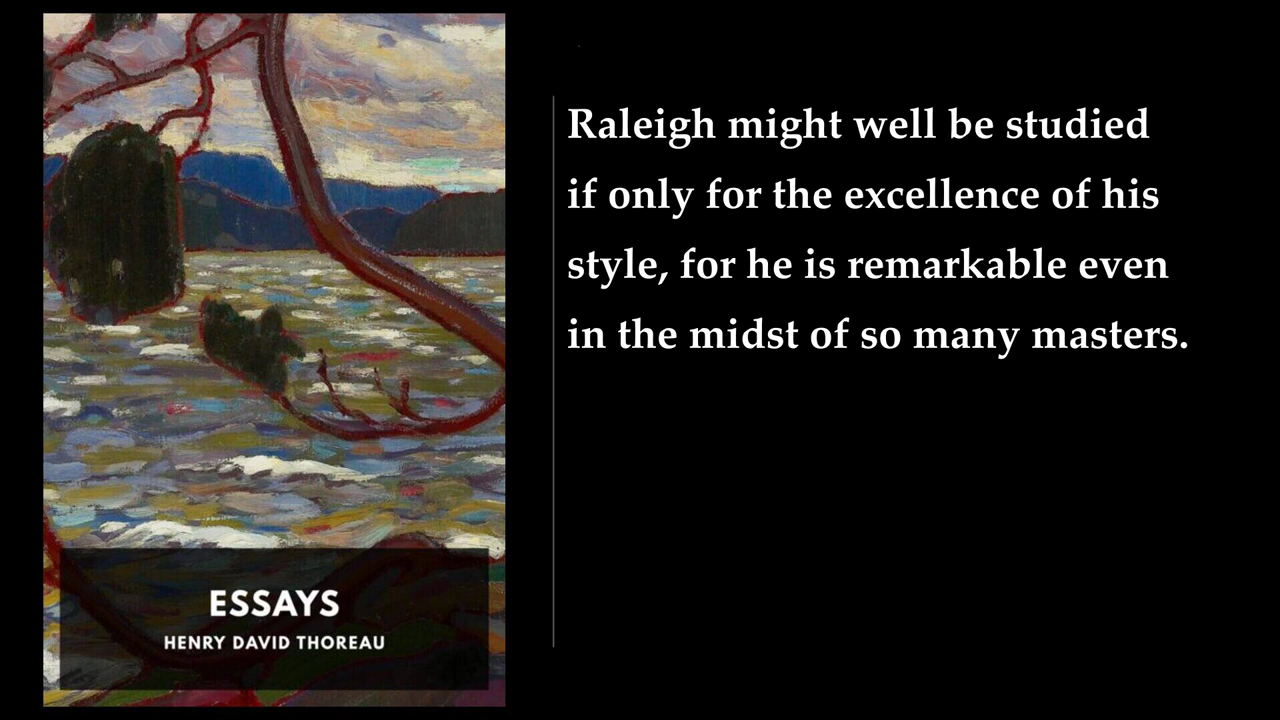 ESSAYS
HENRY DAVID THOREAU
Raleigh might well be studied
if only for the excellence of his
style, for he is remarkable even
in the midst of so many masters.